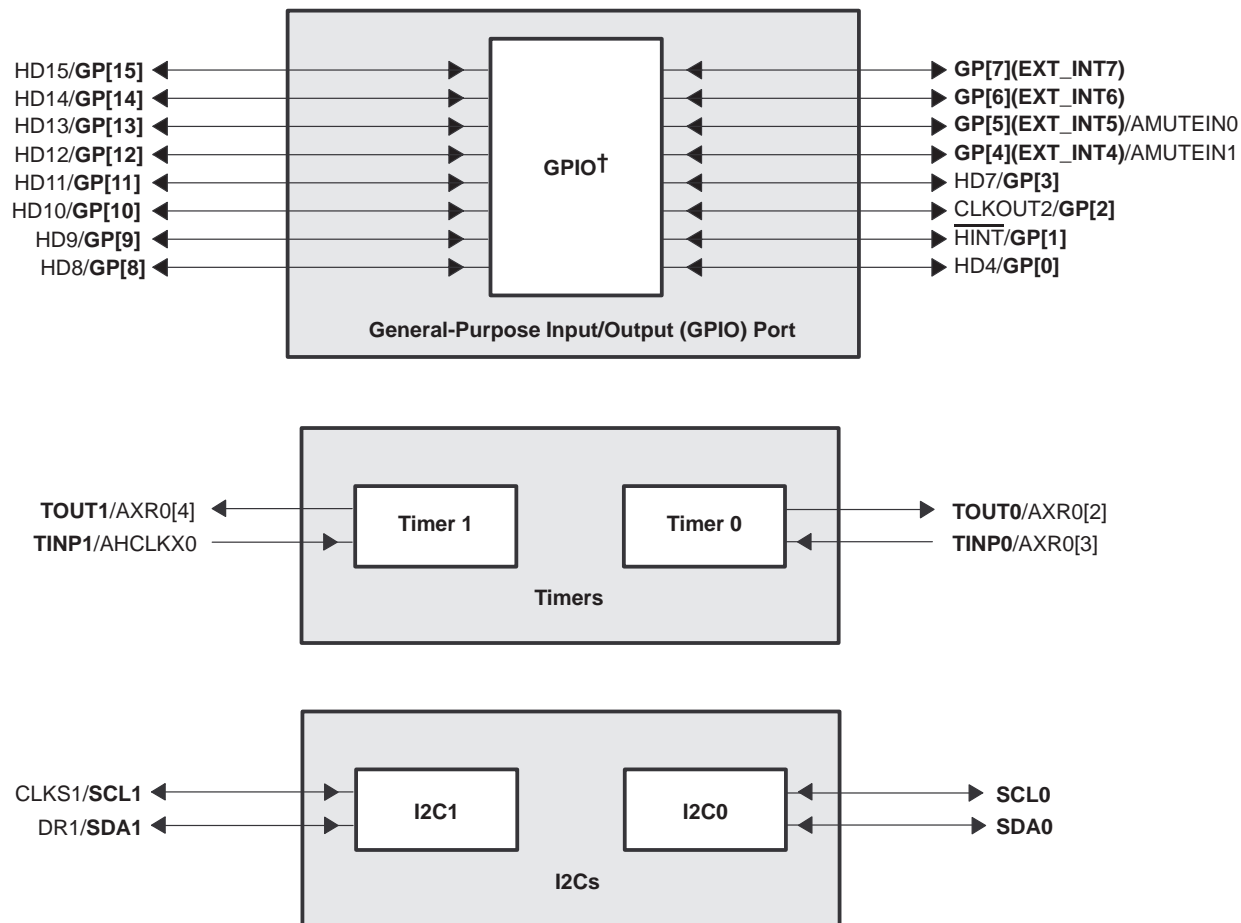 HD15/GP[15]
HD14/GP[14]
HD13/GP[13]
HD12/GP[12]
HD11/GP[11]
HD10/GP[10]
HD9/GP[9]
HD8/GP[8]
GPIO†
GP[7](EXT_INT7)
GP[6](EXT_INT6)
GP[5](EXT_INT5)/AMUTEIN0
GP[4](EXT_INT4)/AMUTEIN1
HD7/GP[3]
CLKOUT2/GP[2]
HINT/GP[1]
HD4/GP[0]
General-Purpose Input/Output (GPIO) Port
TOUT1/AXR0[4]
TINP1/AHCLKX0
Timer 1
Timer 0
TOUT0/AXR0[2]
TINP0/AXR0[3]
Timers
CLKS1/SCL1
DR1/SDA1
I2C1
I2C0
SCL0
SDA0
I2Cs